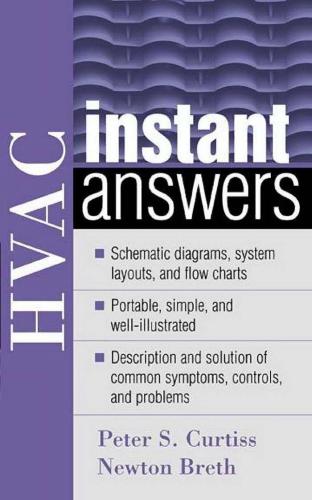 HVAC
instant
answers
■ Schematic diagrams, system
layouts, and flow charts
■ Portable, simple, and
well-illustrated
■ Description and solution of
common symptoms, controls,
and problems
Peter S. Curtiss
Newton Breth